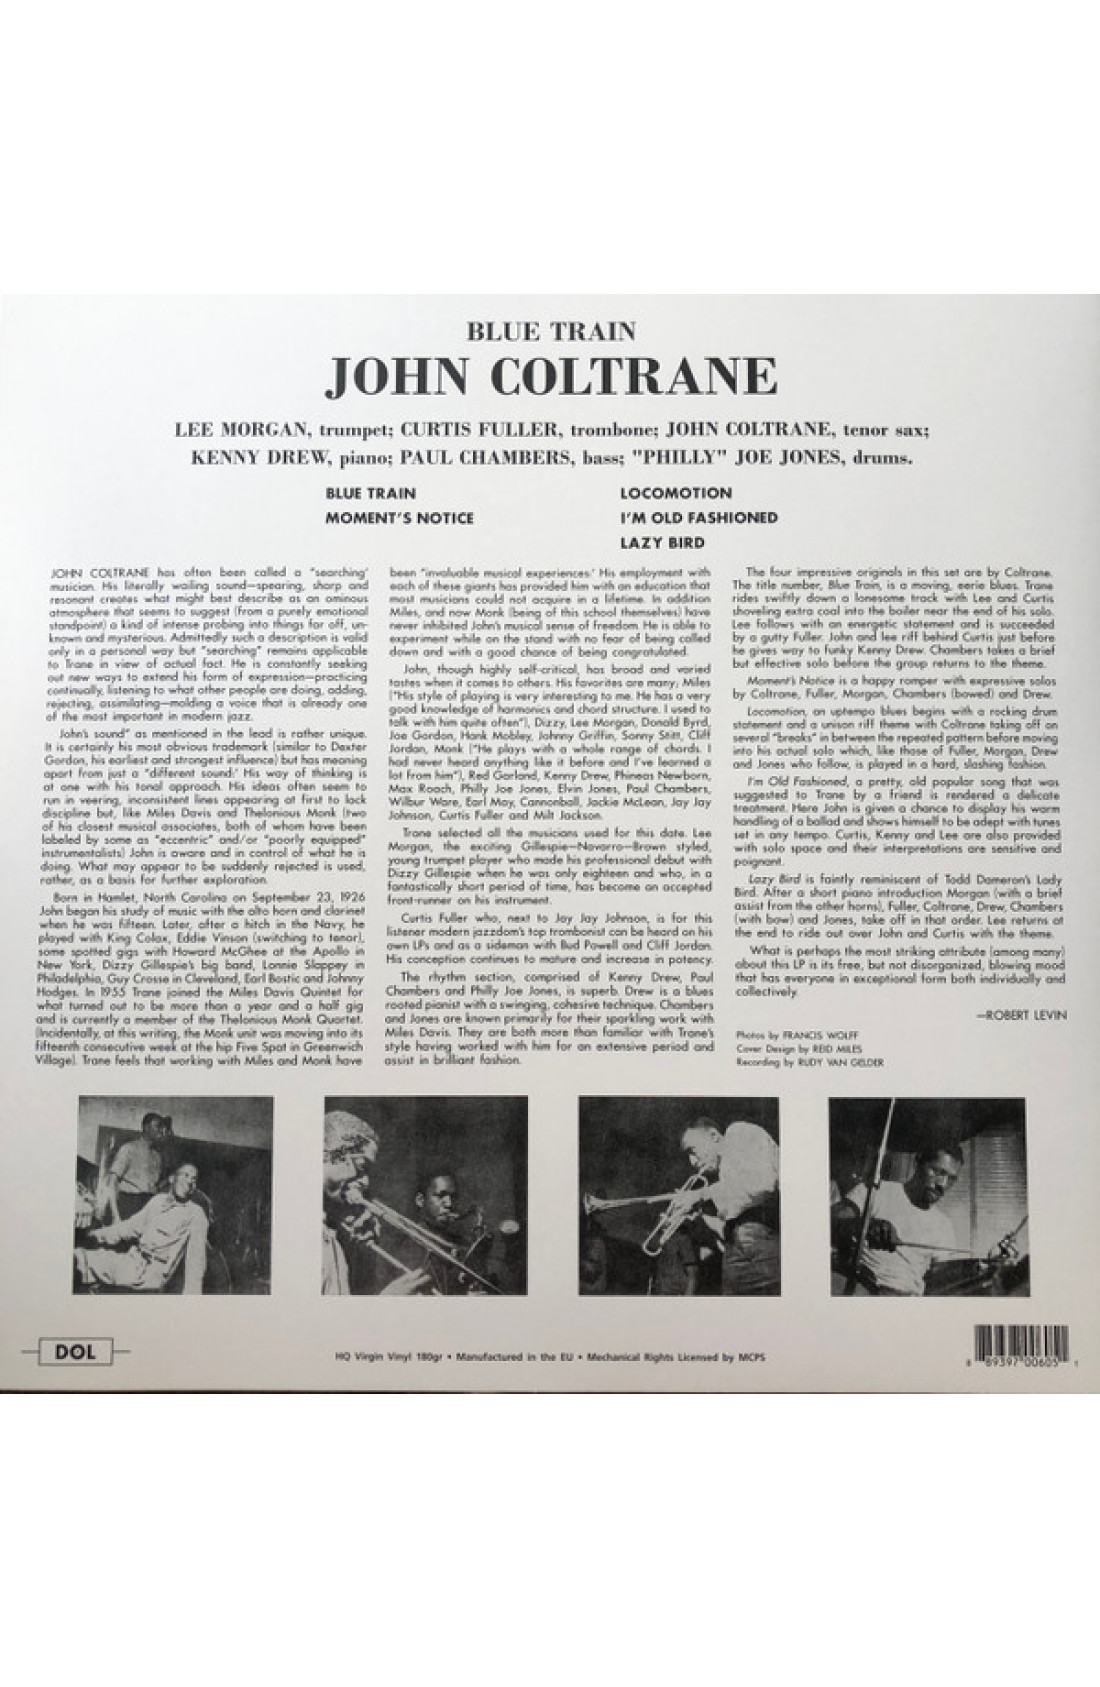 BLUE TRAIN
JOHN COLTRANE
LEE MORGAN, trumpet; CURTIS FULLER, trombone; JOHN COLTRANE, tenor sax;
KENNY DREW, piano; PAUL CHAMBERS, bass; "PHILLY" JOE JONES, drums.
BLUE TRAIN
MOMENT'S NOTICE
LOCOMOTION
I'M OLD FASHIONED
LAZY BIRD
JOHN COLTRANE has often been called a "searching'
musician. His literally wailing sound—spearing, sharp and
resonant creates what might best describe as an ominous
atmosphere that seems to suggest (from a purely emotional
standpoint) a kind of intense probing into things far off, un-
known and mysterious. Admittedly such a description is valid
only in a personal way but "searching" remains applicable
to Trane in view of actual fact. He is constantly seeking
out new ways to extend his form of expression—practicing
continually, listening to what other people are doing, adding,
rejecting, assimilating—molding a voice that is already one
of the most important in modern jazz.
John's sound" as mentioned in the lead is rather unique.
It is certainly his most obvious trademark (similar to Dexter
Gordon, his earliest and strongest influence) but has meaning
apart from just a "different sound.' His way of thinking is
at one with his tonal approach. His ideas often seem to
run in veering, inconsistent lines appearing at first to lack
discipline but, like Miles Davis and Thelonious Monk (two
of his closest musical associates, both of whom have been
labeled by some as "eccentric" and/or "poorly equipped"
instrumentalists) John is aware and in control of what he is
doing. What may appear to be suddenly rejected is used,
rather, as a basis for further exploration.
Born in Hamlet, North Carolina on September 23, 1926
John began his study of music with the alto horn and clarinet
when he was fifteen. Later, after a hitch in the Navy, he
played with King Colax, Eddie Vinson (switching to tenor),
some spotted gigs with Howard McGhee at the Apollo in
New York, Dizzy Gillespie's big band, Lonnie Slappey in
Philadelphia, Guy Crosse in Cleveland, Earl Bostic and Johnny
Hodges. In 1955 Trane joined the Miles Davis Quintet for
what turned out to be more than a year and a half gig
and is currently a member of the Thelonious Monk Quartet.
(Incidentally, at this writing, the Monk unit was moving into its
fifteenth consecutive week at the hip Five Spot in Greenwich
Village). Trane feels that working with Miles and Monk have
been "invaluable musical experiences.' His employment with
each of these giants has provided him with an education that
most musicians could not acquire in a lifetime. In addition
Miles, and now Monk (being of this school themselves) have
never inhibited John's musical sense of freedom. He is able to
experiment while on the stand with no fear of being called
down and with a good chance of being congratulated.
John, though highly self-critical, has broad and varied
tastes when it comes to others. His favorites are many; Miles
("His style of playing is very interesting to me. He has a very
good knowledge of harmonics and chord structure. I used to
talk with him quite often"), Dizzy, Lee Morgan, Donald Byrd,
Joe Gordon, Hank Mobley, Johnny Griffin, Sonny Stitt, Cliff
Jordan, Monk ("He plays with a whole range of chords. I
had never heard anything like it before and I've learned a
lot from him"), Red Garland, Kenny Drew, Phineas Newborn,
Max Roach, Philly Joe Jones, Elvin Jones, Paul Chambers,
Wilbur Ware, Earl May, Cannonball, Jackie McLean, Jay Jay
Johnson, Curtis Fuller and Milt Jackson.
Trane selected all the musicians used for this date. Lee
Morgan, the exciting Gillespie—Navarro—Brown styled,
young trumpet player who made his professional debut with
Dizzy Gillespie when he was only eighteen and who, in a
fantastically short period of time, has become an accepted
front-runner on his instrument.
Curtis Fuller who, next to Jay Jay Johnson, is for this
listener modern jazzdom's top trombonist can be heard on his
own LPs and as a sideman with Bud Powell and Cliff Jordan.
His conception continues to mature and increase in potency.
The rhythm section, comprised of Kenny Drew, Paul
Chambers and Philly Joe Jones, is superb. Drew is a blues
rooted pianist with a swinging, cohesive technique. Chambers
and Jones are known primarily for their sparkling work with
Miles Davis. They are both more than familiar with Trane's
style having worked with him for an extensive period and
assist in brilliant fashion.
The four impressive originals in this set are by Coltrane.
The title number, Blue Train, is a moving, eerie blues. Trane
rides swiftly down a lonesome track with Lee and Curtis
shoveling extra coal into the boiler near the end of his solo.
Lee follows with an energetic statement and is succeeded
by a gutty Fuller. John and lee riff behind Curtis just before
he gives way to funky Kenny Drew. Chambers takes a brief
but effective solo before the group returns to the theme.
Moment's Notice is a happy romper with expressive solos
by Coltrane, Fuller, Morgan, Chambers (bowed) and Drew.
Locomotion, an uptempo blues begins with a rocking drum
statement and a unison riff theme with Coltrane taking off on
several "breaks" in between the repeated pattern before moving
into his actual solo which, like those of Fuller, Morgan, Drew
and Jones who follow, is played in a hard, slashing fashion.
I'm Old Fashioned, a pretty, old popular song that was
suggested to Trane by a friend is rendered a delicate
treatment. Here John is given a chance to display his warm
handling of a ballad and shows himself to be adept with tunes
set in any tempo. Curtis, Kenny and Lee are also provided
with solo space and their interpretations are sensitive and
poignant.
Lazy Bird is faintly reminiscent of Todd Dameron's Lady
Bird. After a short piano introduction Morgan (with a brief
assist from the other horns), Fuller, Coltrane, Drew, Chambers
(with bow) and Jones, take off in that order. Lee returns at
the end to ride out over John and Curtis with the theme.
What is perhaps the most striking attribute (among many)
about this LP is its free, but not disorganized, blowing mood
that has everyone in exceptional form both individually and
collectively.
—ROBERT LEVIN
Photos by FRANCIS WOLFF
Cover Design by REID MILES
Recording by RUDY VAN GELDER
DOL
HQ Virgin Vinyl 180gr • Manufactured in the EU • Mechanical Rights Licensed by MCPS
8 89397 00605 1